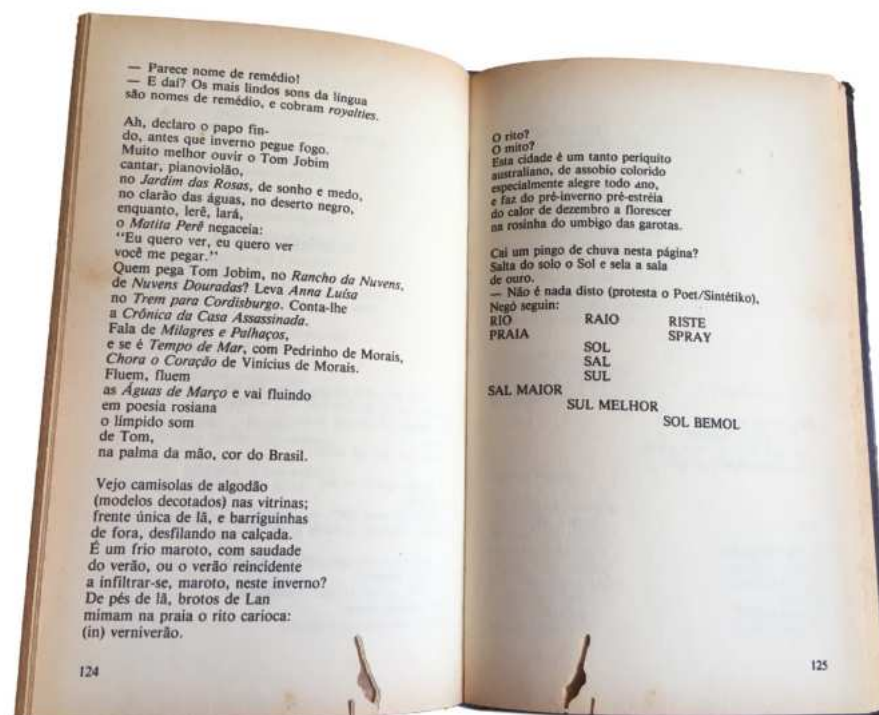 — Parece nome de remédio!
— E daí? Os mais lindos sons da língua
são nomes de remédio, e cobram royalties.
Ah, declaro o papo fin-
do, antes que inverno pegue fogo.
Muito melhor ouvir o Tom Jobim
cantar, pianoviolão,
no Jardim das Rosas, de sonho e medo,
no clarão das águas, no deserto negro,
enquanto, lerê, lará,
o Matita Perê negaceia:
"Eu quero ver, eu quero ver
você me pegar."
Quem pega Tom Jobim, no Rancho da Nuvens,
de Nuvens Douradas? Leva Anna Luísa
no Trem para Cordisburgo. Conta-lhe
a Crônica da Casa Assassinada.
Fala de Milagres e Palhaços,
e se é Tempo de Mar, com Pedrinho de Morais,
Chora o Coração de Vinicius de Morais.
Fluem, fluem
as Águas de Março e vai fluindo
em poesia rosiana
o límpido som
de Tom,
na palma da mão, cor do Brasil.
Vejo camisolas de algodão
(modelos decotados) nas vitrinas;
frente única de lã, e barriguinhas
de fora, desfilando na calçada.
É um frio maroto, com saudade
do verão, ou o verão reincidente
a infiltrar-se, maroto, neste inverno?
De pés de lã, brotos de Lan
mimam na praia o rito carioca:
(in) verniverão.
124
O rito?
O mito?
Esta cidade é um tanto periquito
australiano, de assobio colorido
especialmente alegre todo ano,
e faz do pré-inverno pré-estréia
do calor de dezembro a florescer
na rosinha do umbigo das garotas.
Cai um pingo de chuva nesta página?
Salta do solo o Sol e sela a sala
de ouro.
— Não é nada disto (protesta o Poet/Sintétiko),
Negó seguin:
RIO RAIO RISTE
PRAIA SPRAY
SOL
SAL
SUL
SAL MAIOR
SUL MELHOR
SOL BEMOL
125